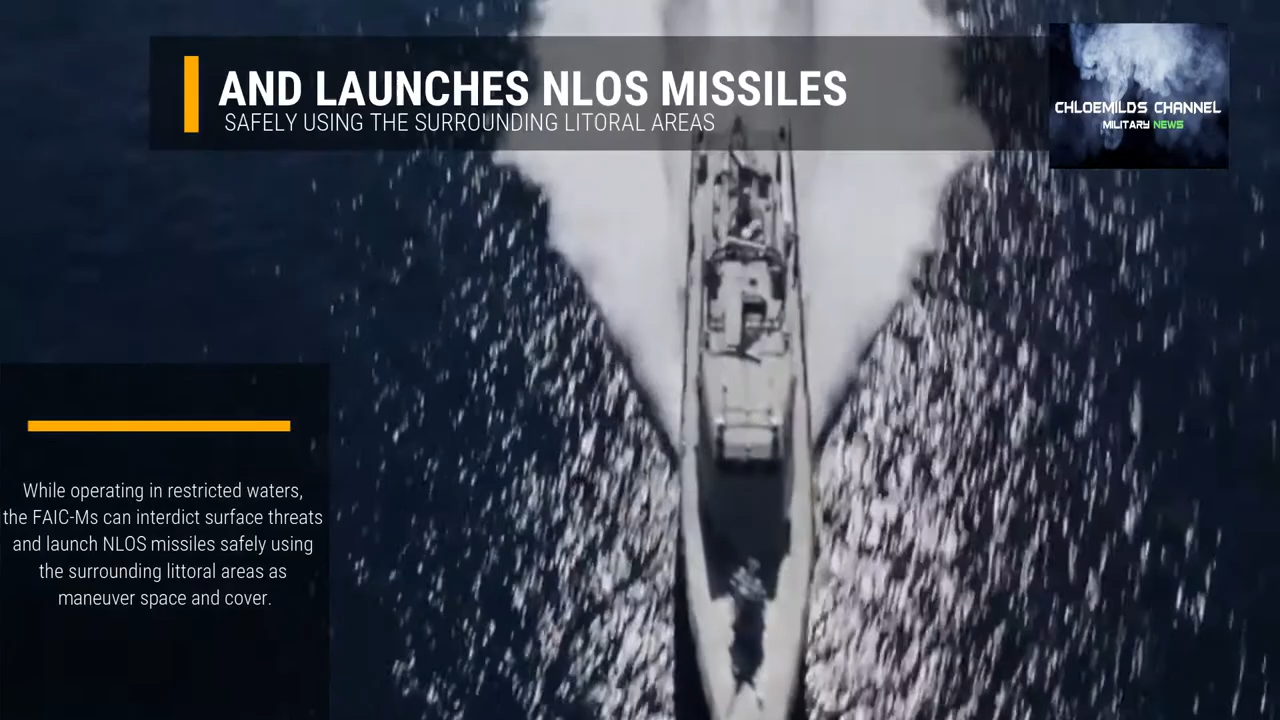 AND LAUNCHES NLOS MISSILES
SAFELY USING THE SURROUNDING LITORAL AREAS
CHLOEMILDS CHANNEL
MILITARY NEWS
While operating in restricted waters,
the FAIC-Ms can interdict surface threats
and launch NLOS missiles safely using
the surrounding littoral areas as
maneuver space and cover.